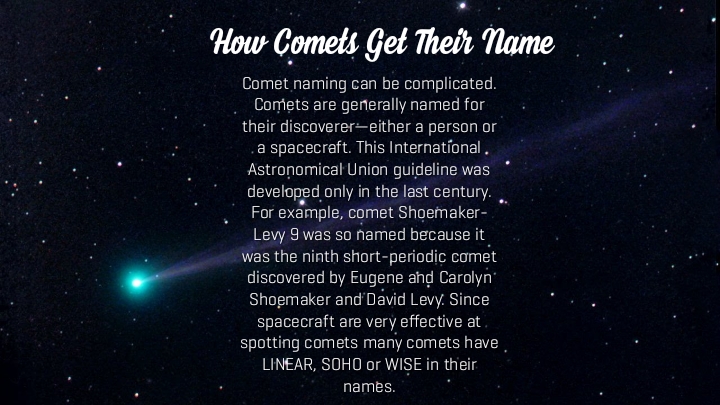 How Comets Get Their Name
Comet naming can be complicated.
Comets are generally named for
their discoverer—either a person or
a spacecraft. This International
Astronomical Union guideline was
developed only in the last century.
For example, comet Shoemaker-
Levy 9 was so named because it
was the ninth short-periodic comet
discovered by Eugene and Carolyn
Shoemaker and David Levy. Since
spacecraft are very effective at
spotting comets many comets have
LINEAR, SOHO or WISE in their
names.